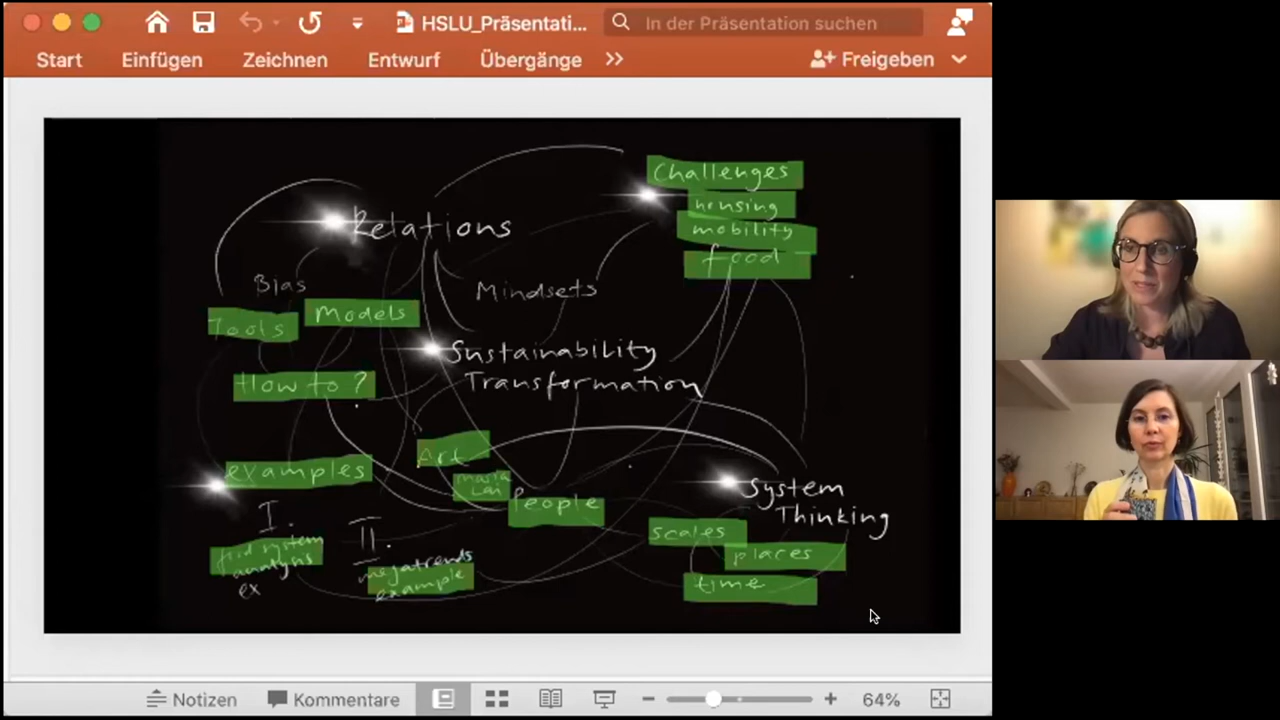 HSLU_Präsentati...
In der Präsentation suchen
Start
Einfügen
Zeichnen
Entwurf
Übergänge
Freigeben
Challenges
housing
mobility
food
Relations
Bias
Mindsets
Tools
Models
Sustainability
Transformation
How to ?
Art
People
examples
I.
system
analysis
ex
II.
megatrends
example
System
Thinking
scales
places
time
Notizen
Kommentare
64%